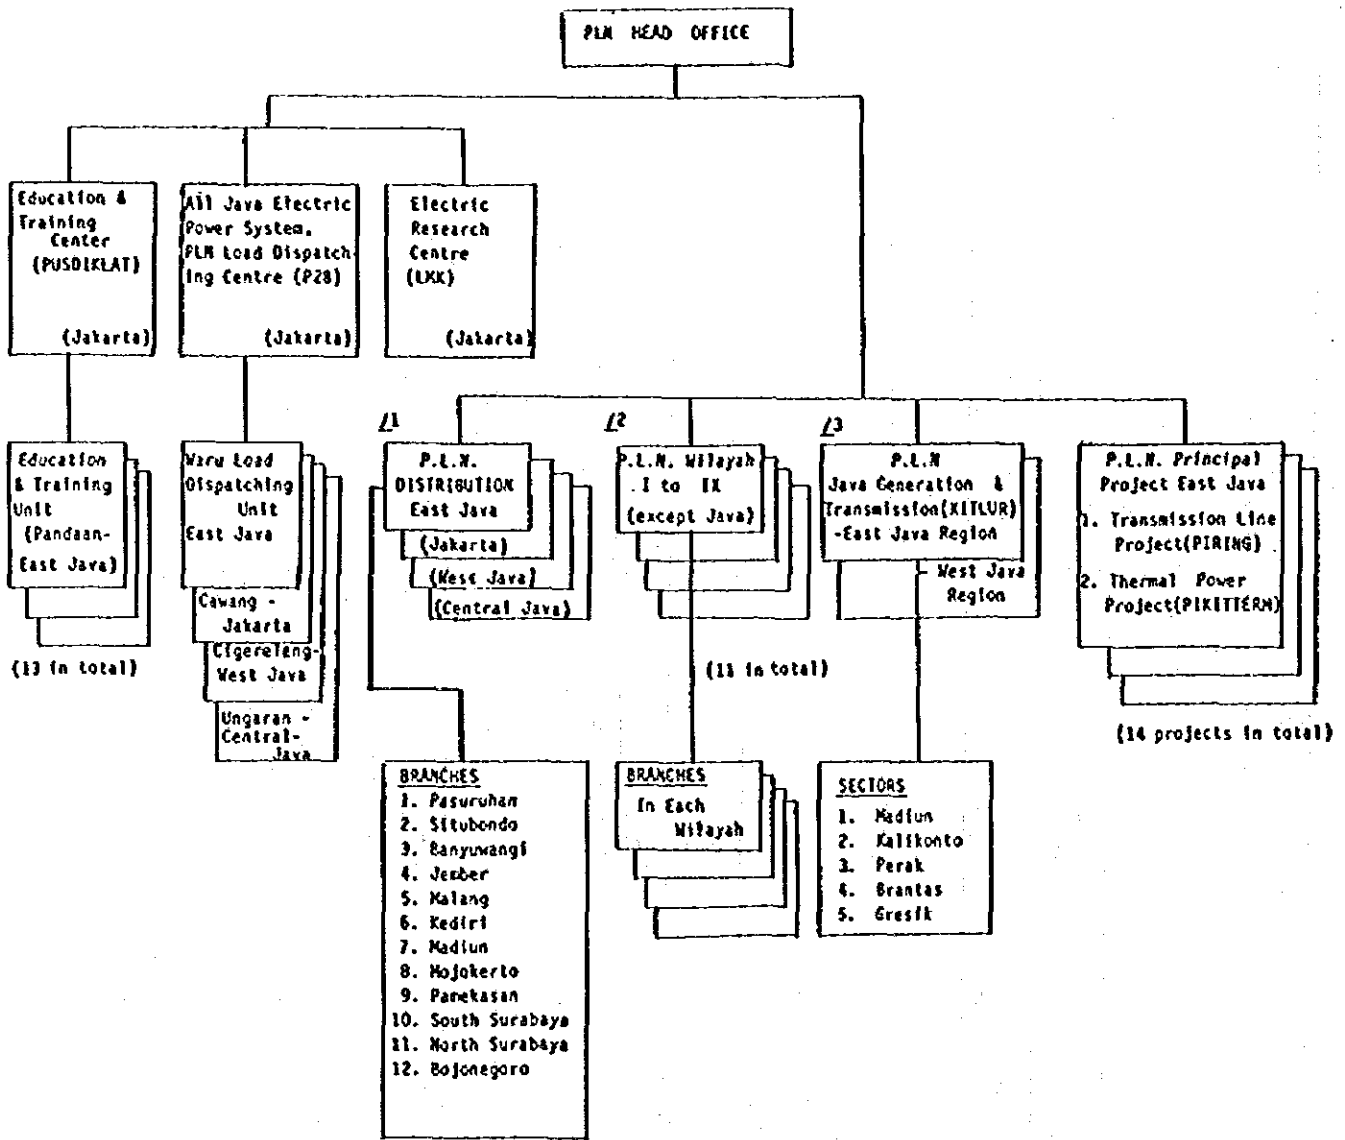 PLN HEAD OFFICE
Education &
Training
Center
(PUSDIKLAT)
(Jakarta)
All Java Electric
Power System.
PLN Load Dispatch-
ing Centre (P2B)
(Jakarta)
Electric
Research
Centre
(LMK)
(Jakarta)
Education
& Training
Unit
(Pandaan-
East Java)
(13 in total)
Waru Load
Dispatching
Unit
East Java
Cawang -
Jakarta
Cigereleng-
West Java
Ungaran -
Central-
Java
/1
P.L.N.
DISTRIBUTION
East Java
(Jakarta)
(West Java)
(Central Java)
/2
P.L.N. Wilayah
I to IX
(except Java)
(11 in total)
/3
P.L.N
Java Generation &
Transmission(KITLUR)
-East Java Region
- West Java
Region
P.L.N. Principal
Project East Java
1. Transmission Line
Project(PIRING)
2. Thermal Power
Project(PIKITTERM)
(14 projects in total)
BRANCHES
1. Pasuruhan
2. Situbondo
3. Banyuwangi
4. Jember
5. Malang
6. Kediri
7. Madiun
8. Mojokerto
9. Pamekasan
10. South Surabaya
11. North Surabaya
12. Bojonegoro
BRANCHES
In Each
Wilayah
SECTORS
1. Madiun
2. Kalikonto
3. Perak
4. Brantas
5. Gresik